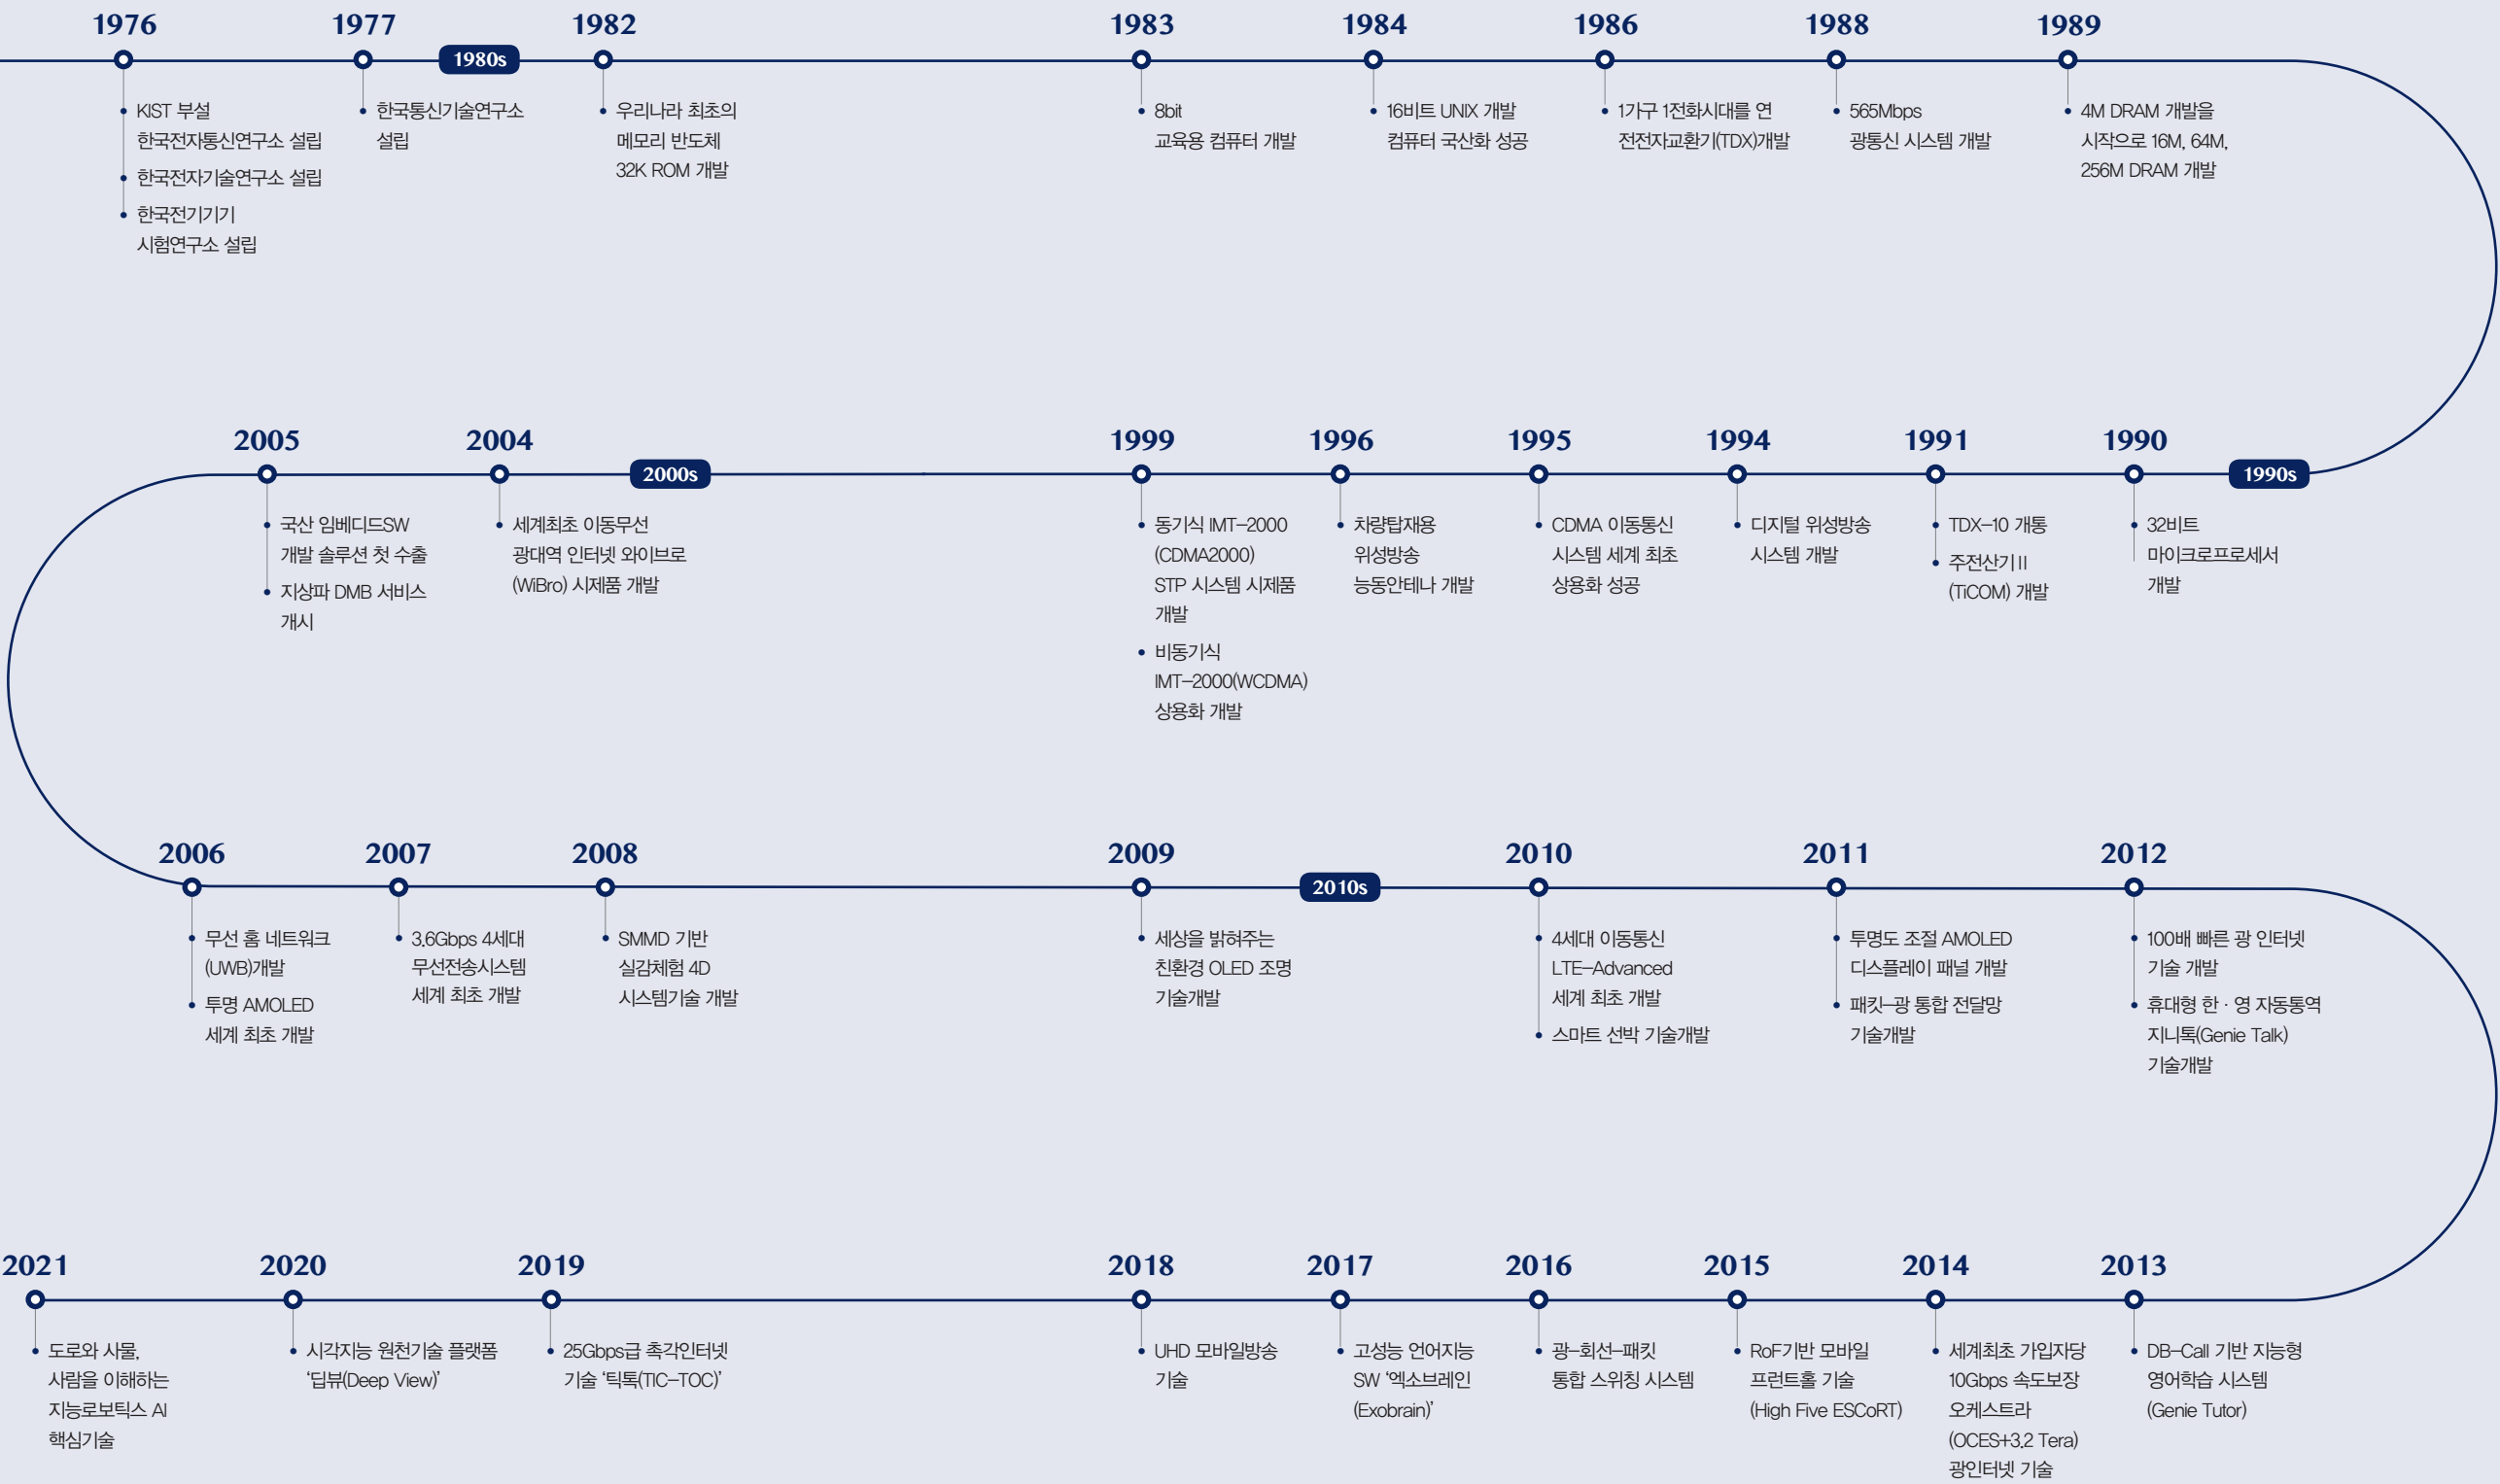 1976
KIST 부설
한국전자통신연구소 설립
한국전자기술연구소 설립
한국전기기기
시험연구소 설립
1977
한국통신기술연구소
설립
1980s
1982
우리나라 최초의
메모리 반도체
32K ROM 개발
1983
8bit
교육용 컴퓨터 개발
1984
16비트 UNIX 개발
컴퓨터 국산화 성공
1986
1가구 1전화시대를 연
전전자교환기(TDX)개발
1988
565Mbps
광통신 시스템 개발
1989
4M DRAM 개발을
시작으로 16M, 64M,
256M DRAM 개발
1990s
1990
32비트
마이크로프로세서
개발
1991
TDX-10 개통
주전산기Ⅱ
(TiCOM) 개발
1994
디지털 위성방송
시스템 개발
1995
CDMA 이동통신
시스템 세계 최초
상용화 성공
1996
차량탑재용
위성방송
능동안테나 개발
1999
동기식 IMT-2000
(CDMA2000)
STP 시스템 시제품
개발
비동기식
IMT-2000(WCDMA)
상용화 개발
2000s
2004
세계최초 이동무선
광대역 인터넷 와이브로
(WiBro) 시제품 개발
2005
국산 임베디드SW
개발 솔루션 첫 수출
지상파 DMB 서비스
개시
2006
무선 홈 네트워크
(UWB)개발
투명 AMOLED
세계 최초 개발
2007
3.6Gbps 4세대
무선전송시스템
세계 최초 개발
2008
SMMD 기반
실감체험 4D
시스템기술 개발
2009
세상을 밝혀주는
친환경 OLED 조명
기술개발
2010s
2010
4세대 이동통신
LTE-Advanced
세계 최초 개발
스마트 선박 기술개발
2011
투명도 조절 AMOLED
디스플레이 패널 개발
패킷-광 통합 전달망
기술개발
2012
100배 빠른 광 인터넷
기술 개발
휴대형 한 · 영 자동통역
지니톡(Genie Talk)
기술개발
2013
DB-Call 기반 지능형
영어학습 시스템
(Genie Tutor)
2014
세계최초 가입자당
10Gbps 속도보장
오케스트라
(OCES+3.2 Tera)
광인터넷 기술
2015
RoF기반 모바일
프런트홀 기술
(High Five ESCoRT)
2016
광-회선-패킷
통합 스위칭 시스템
2017
고성능 언어지능
SW ‘엑소브레인
(Exobrain)’
2018
UHD 모바일방송
기술
2019
25Gbps급 촉각인터넷
기술 ‘틱톡(TIC-TOC)’
2020
시각지능 원천기술 플랫폼
‘딥뷰(Deep View)’
2021
도로와 사물,
사람을 이해하는
지능로보틱스 AI
핵심기술